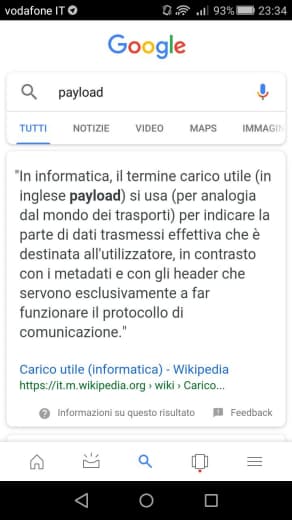 vodafone IT 93% 23:34
Google
payload
TUTTI NOTIZIE VIDEO MAPS IMMAGIN
"In informatica, il termine carico utile (in
inglese payload) si usa (per analogia
dal mondo dei trasporti) per indicare la
parte di dati trasmessi effettiva che è
destinata all'utilizzatore, in contrasto
con i metadati e con gli header che
servono esclusivamente a far
funzionare il protocollo di
comunicazione."
Carico utile (informatica) - Wikipedia
https://it.m.wikipedia.org › wiki › Carico...
Informazioni su questo risultato Feedback